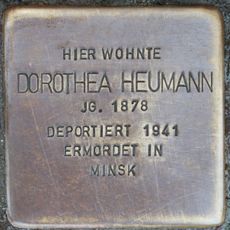 HIER WOHNTE
DOROTHEA HEUMANN
JG. 1878
DEPORTIERT 1941
ERMORDET IN
MINSK